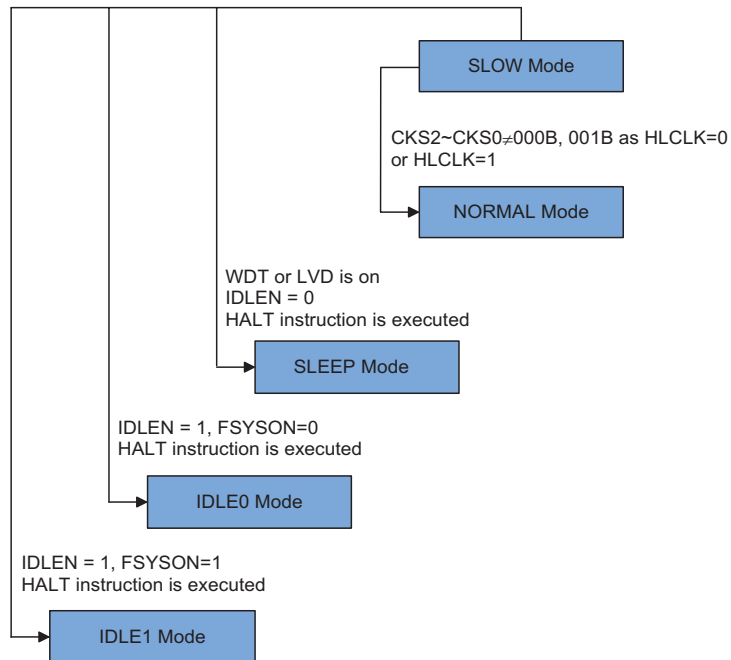 SLOW Mode
CKS2~CKS0≠000B, 001B as HLCLK=0
or HLCLK=1
NORMAL Mode
WDT or LVD is on
IDLEN = 0
HALT instruction is executed
SLEEP Mode
IDLEN = 1, FSYSON=0
HALT instruction is executed
IDLE0 Mode
IDLEN = 1, FSYSON=1
HALT instruction is executed
IDLE1 Mode